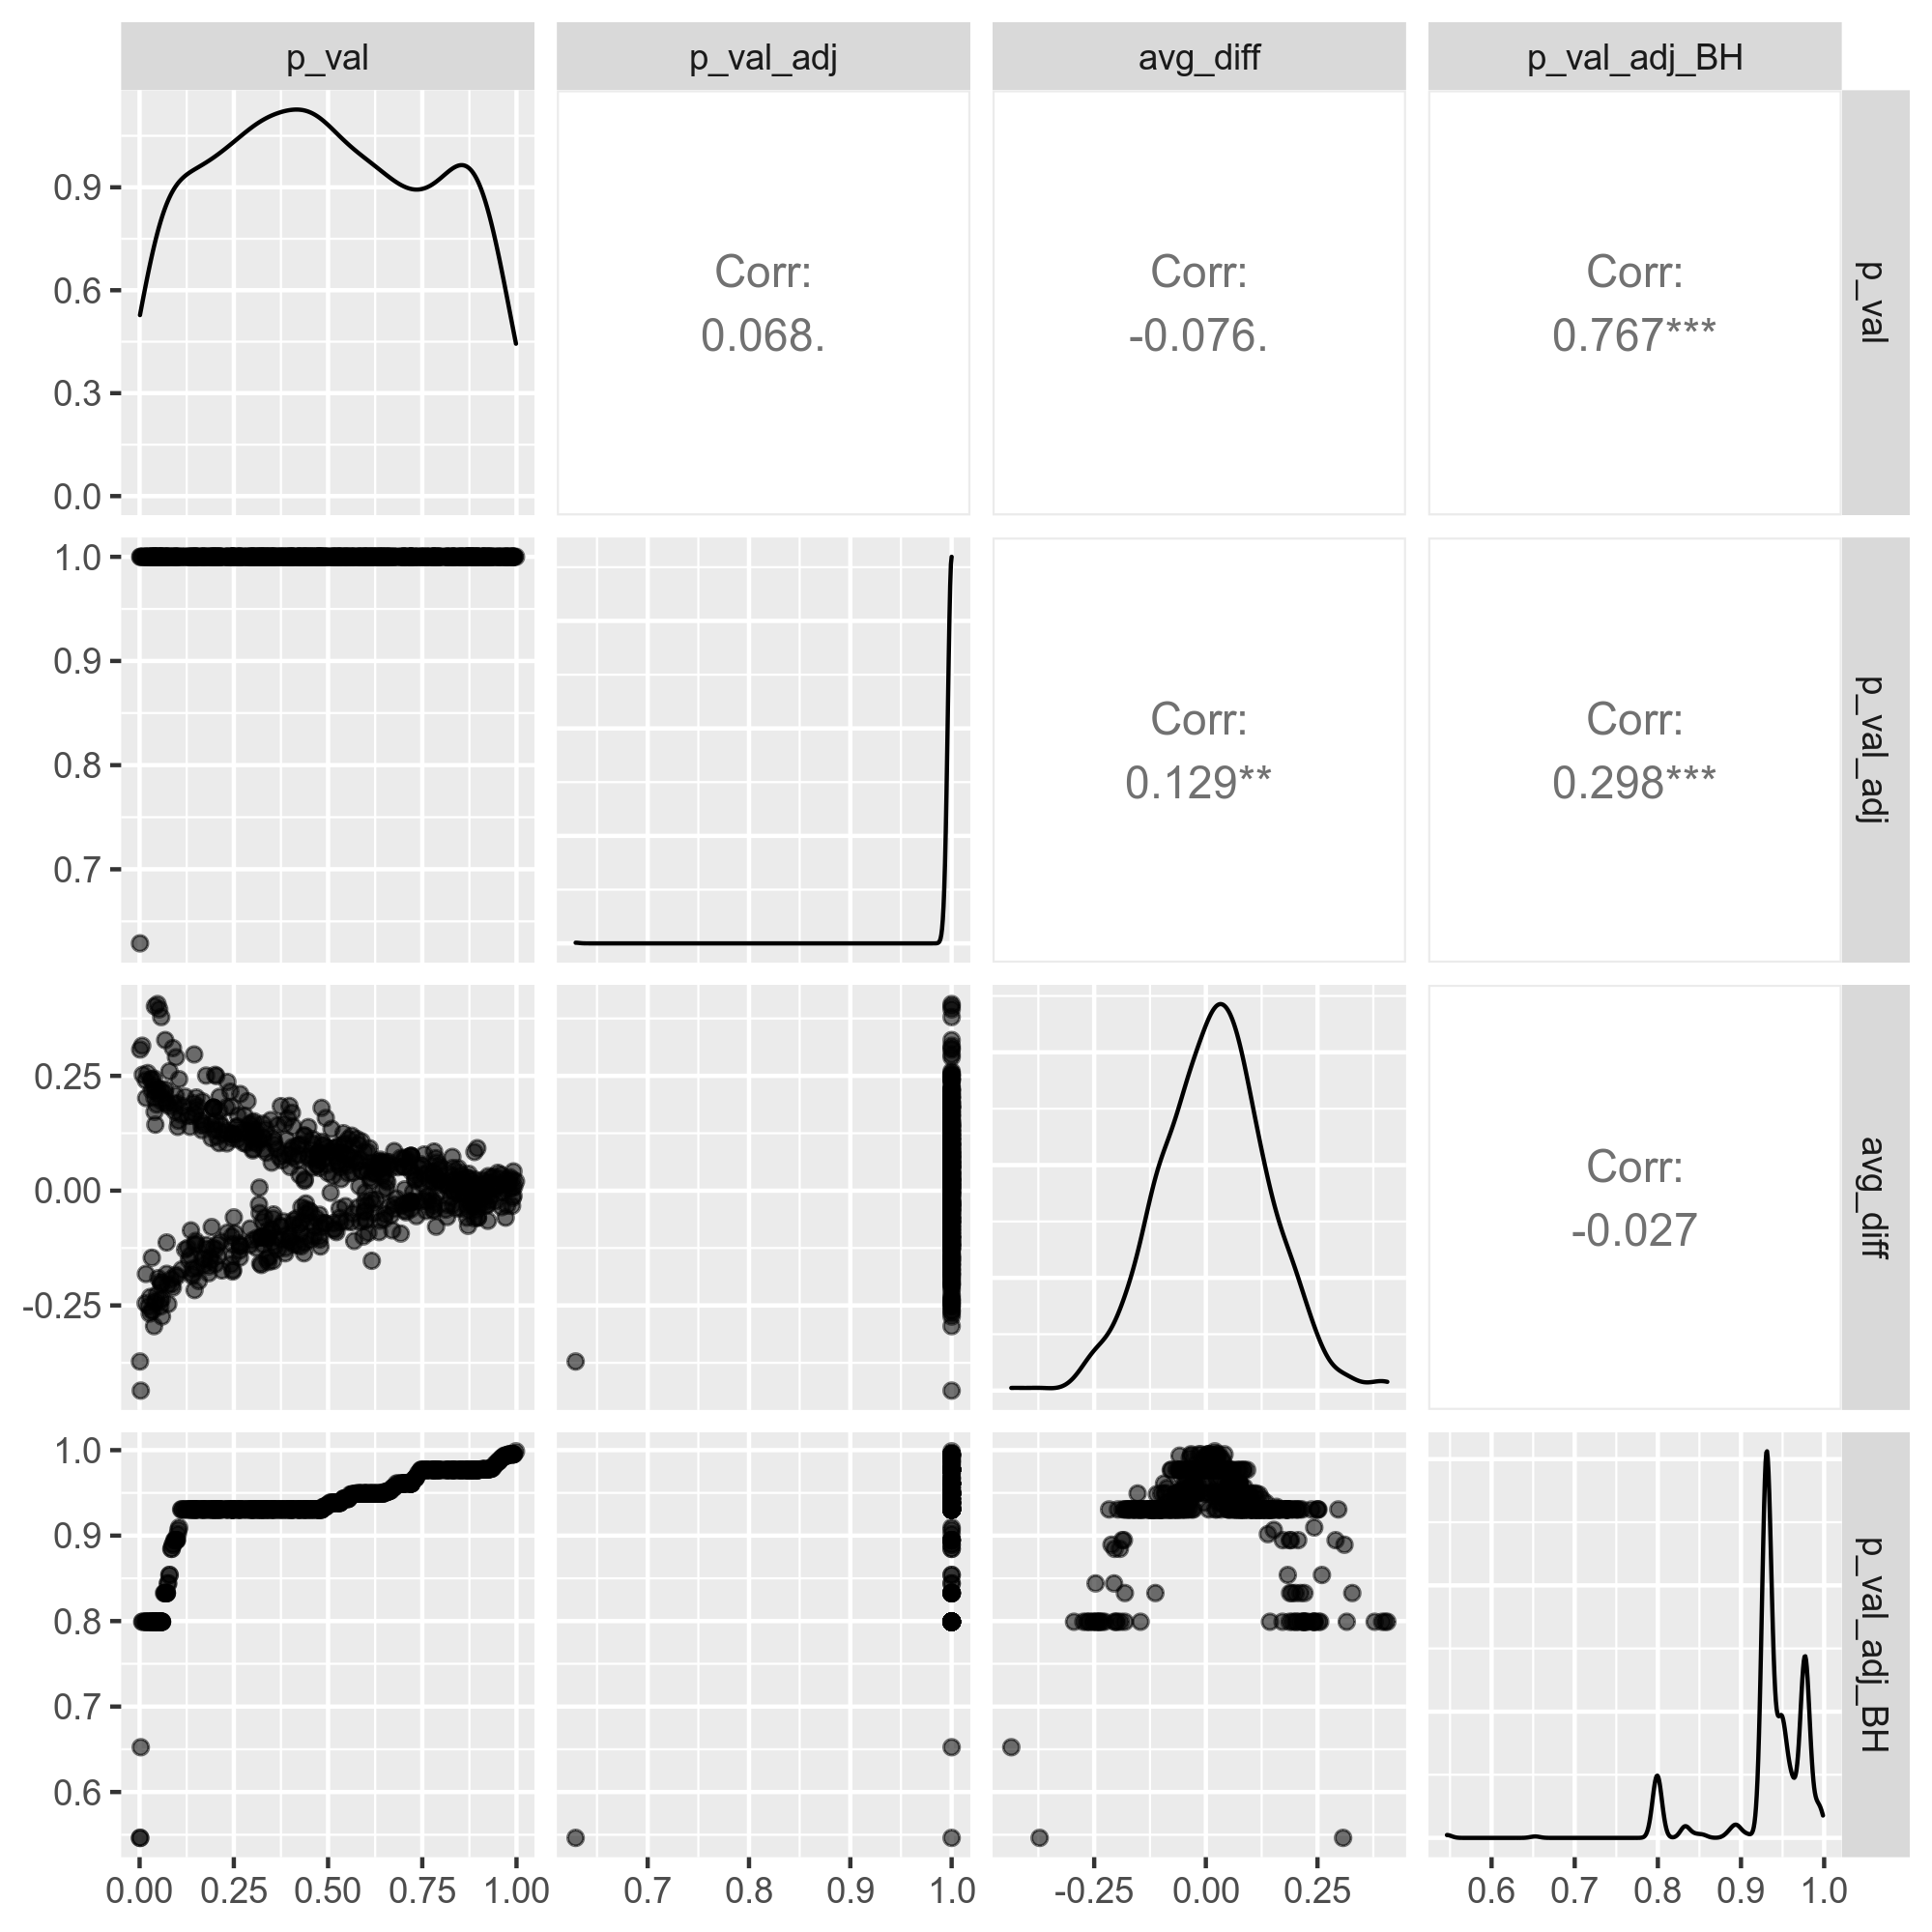 p_val p_val_adj avg_diff p_val_adj_BH
0.9
0.6
0.3
0.0
Corr:
0.068.
Corr:
-0.076.
Corr:
0.767***
p_val
1.0
0.9
0.8
0.7
Corr:
0.129**
Corr:
0.298***
p_val_adj
0.25
0.00
-0.25
Corr:
-0.027
avg_diff
1.0
0.9
0.8
0.7
0.6
p_val_adj_BH
0.00 0.25 0.50 0.75 1.00 0.7 0.8 0.9 1.0 -0.25 0.00 0.25 0.6 0.7 0.8 0.9 1.0